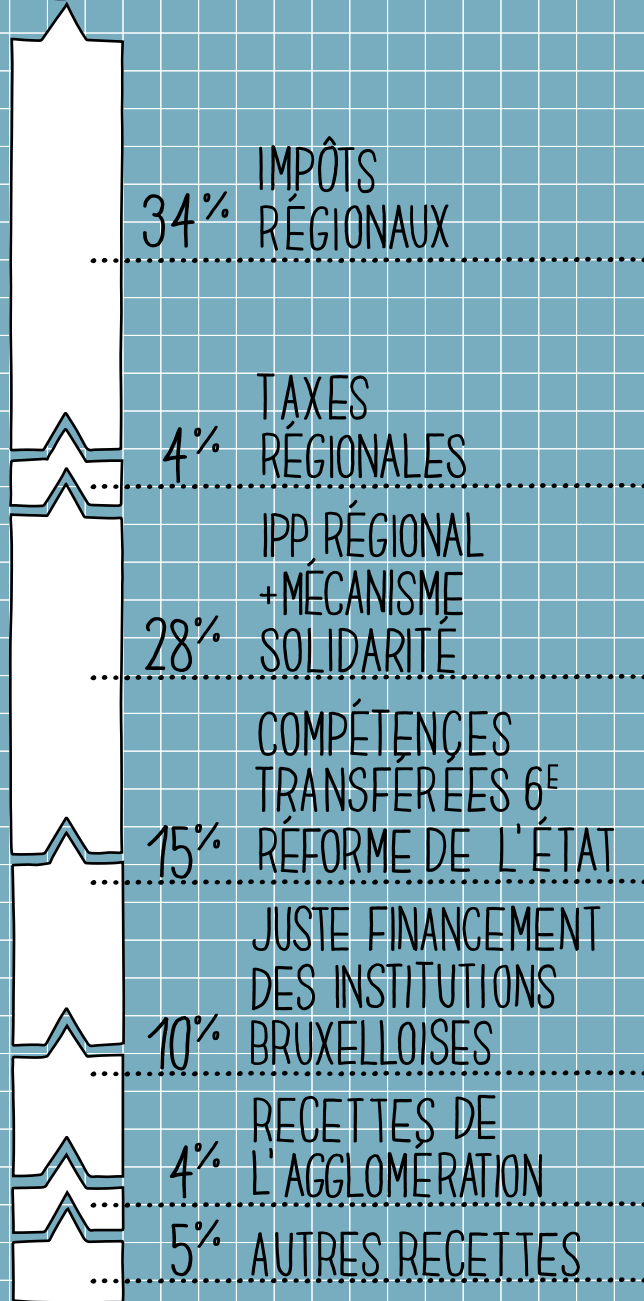 IMPÔTS
34% RÉGIONAUX
TAXES
4% RÉGIONALES
IPP RÉGIONAL
+MÉCANISME
28% SOLIDARITÉ
COMPÉTENCES
TRANSFÉRÉES 6E
15% RÉFORME DE L'ÉTAT
JUSTE FINANCEMENT
DES INSTITUTIONS
10% BRUXELLOISES
RECETTES DE
4% L'AGGLOMÉRATION
5% AUTRES RECETTES